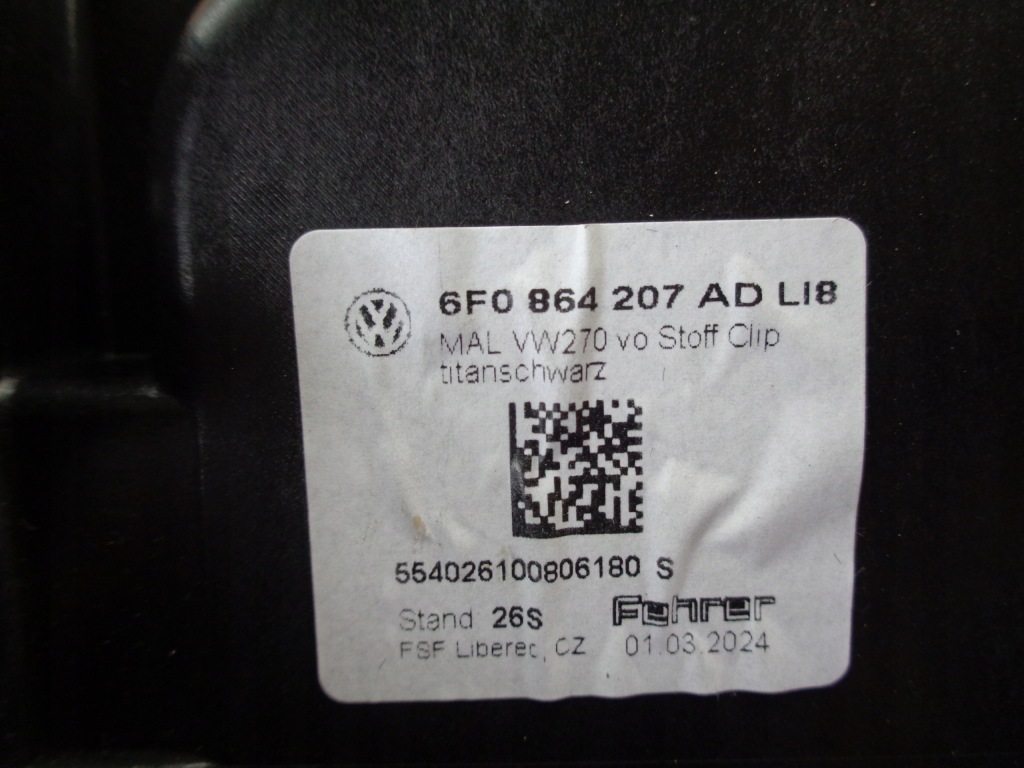 6F0 864 207 AD LI8
MAL VW270 vo Stoff Clip
titanschwarz
554026100806180 S
Stand 26S Fehrer
FSF Liberec, CZ 01.03.2024